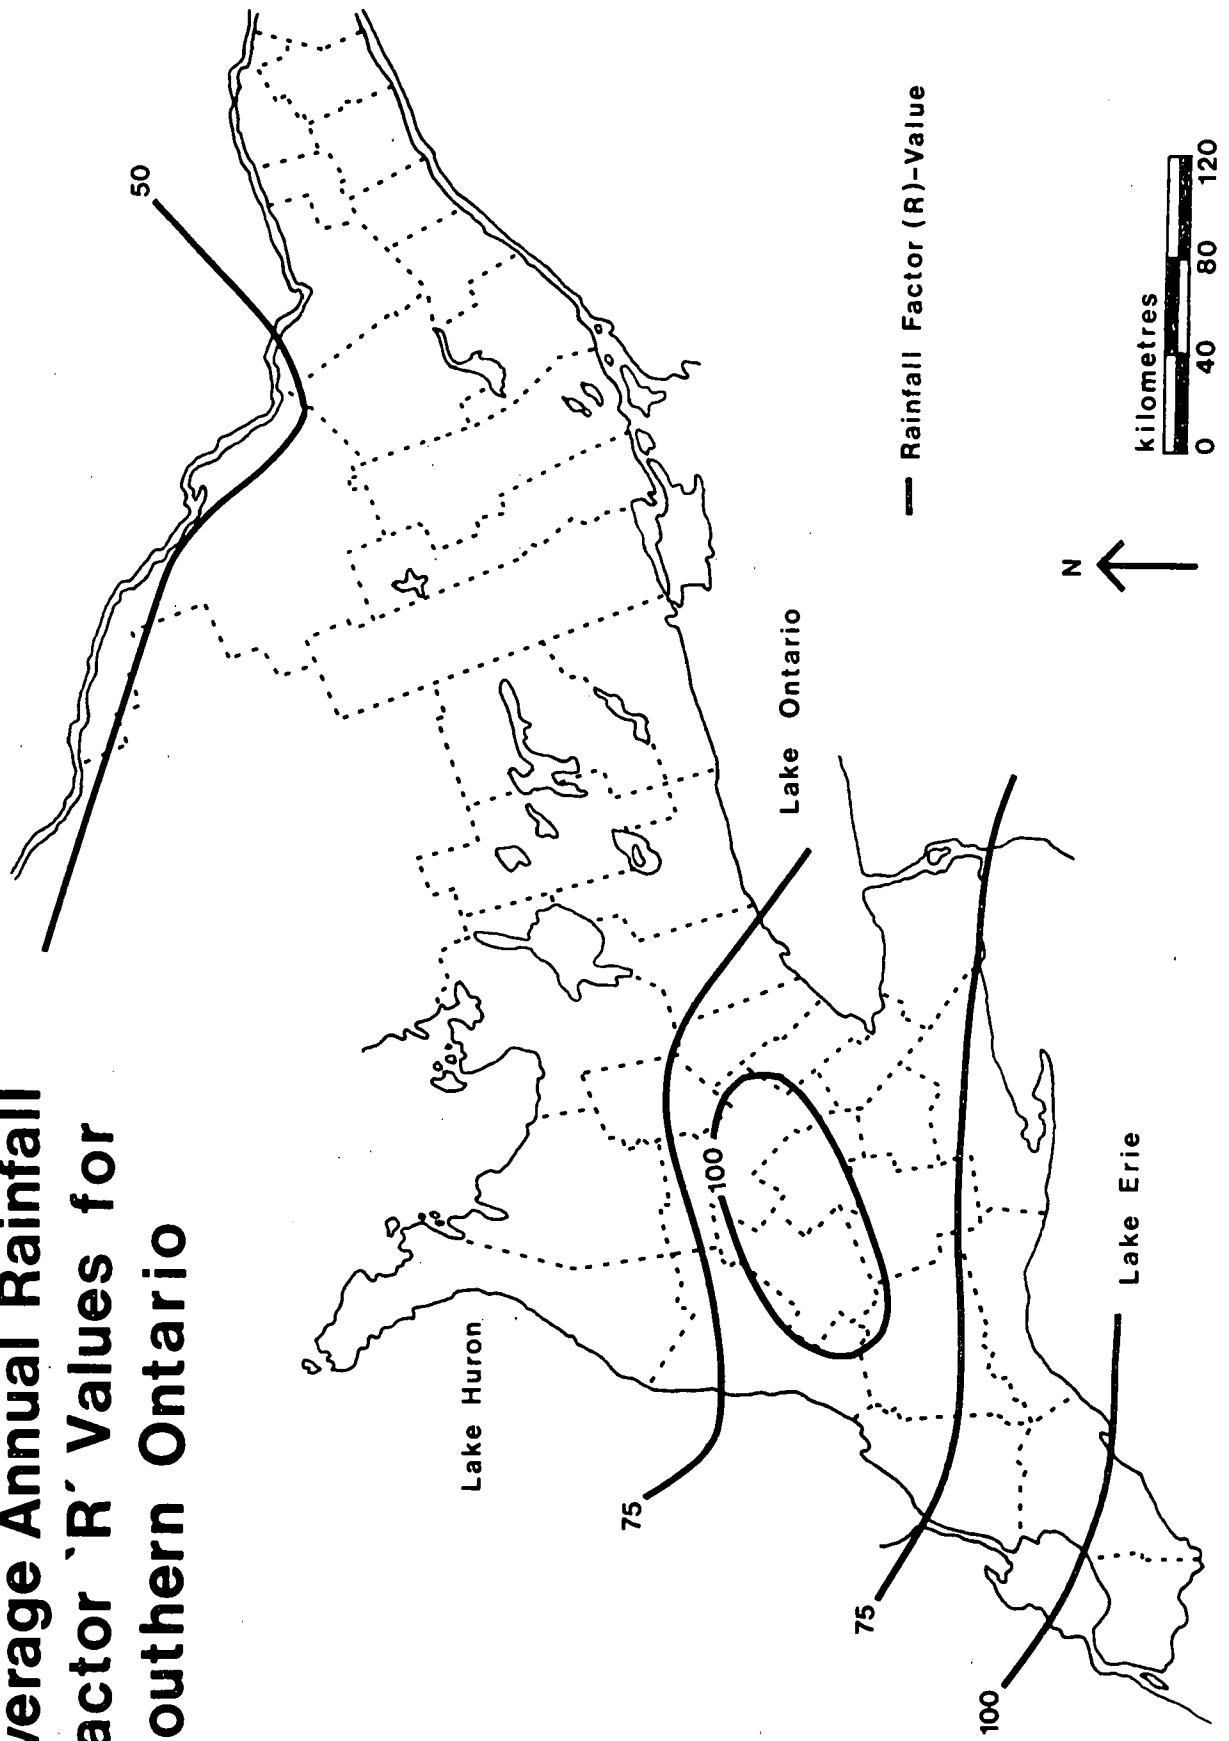 verage Annual Rainfall
actor `R´ Values for
outhern Ontario
50
75
100
75
100
Lake Huron
Lake Ontario
Lake Erie
Rainfall Factor (R)-Value
N
kilometres
0 40 80 120